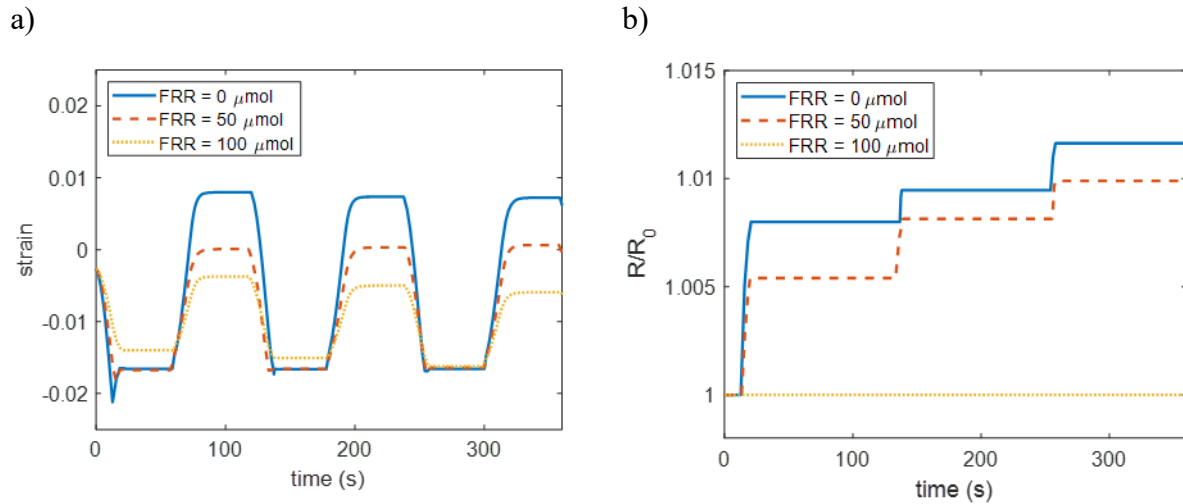 a)
FRR = 0 μmol
FRR = 50 μmol
FRR = 100 μmol
0.02
0.01
0
-0.01
-0.02
strain
0
100
200
300
time (s)
b)
1.015
1.01
1.005
1
R/R0
FRR = 0 μmol
FRR = 50 μmol
FRR = 100 μmol
0
100
200
300
time (s)